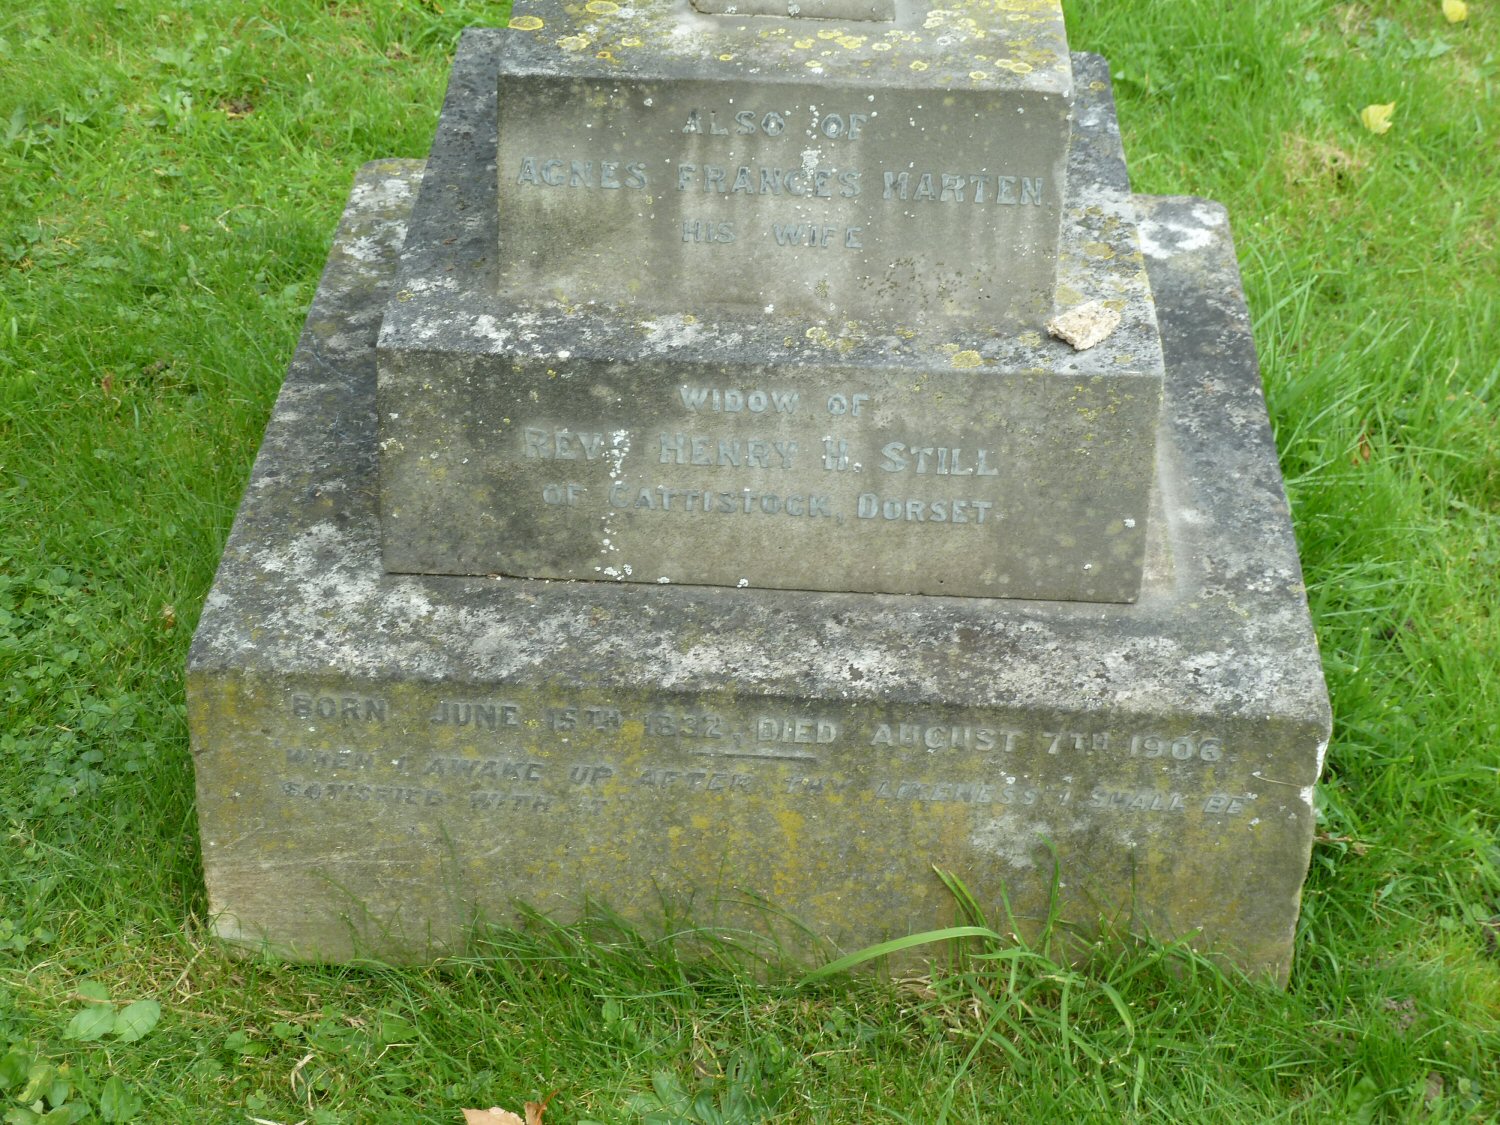 ALSO OF
AGNES FRANCES MARTEN
HIS WIFE
WIDOW OF
REVD HENRY H. STILL
OF CATTISTOCK, DORSET
BORN JUNE 15TH 1832, DIED AUGUST 7TH 1906.
"WHEN I AWAKE UP AFTER THY LIKENESS I SHALL BE
SATISFIED WITH IT"